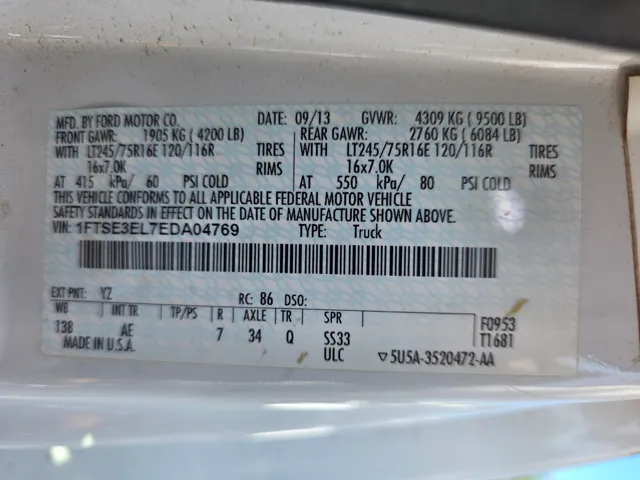 MFD. BY FORD MOTOR CO. DATE: 09/13 GVWR: 4309 KG ( 9500 LB)
FRONT GAWR: 1905 KG ( 4200 LB) REAR GAWR: 2760 KG ( 6084 LB)
WITH LT245/75R16E 120/116R TIRES WITH LT245/75R16E 120/116R TIRES
16x7.0K RIMS 16x7.0K RIMS
AT 415 kPa/ 60 PSI COLD AT 550 kPa/ 80 PSI COLD
THIS VEHICLE CONFORMS TO ALL APPLICABLE FEDERAL MOTOR VEHICLE
SAFETY STANDARDS IN EFFECT ON THE DATE OF MANUFACTURE SHOWN ABOVE.
VIN: 1FTSE3EL7EDA04769 TYPE: Truck
EXT PNT: YZ RC: 86 DSO:
WB INT TR TP/PS R AXLE TR SPR F0953
138 AE 7 34 Q SS33 T1681
MADE IN U.S.A. ULC ▽5U5A-3520472-AA